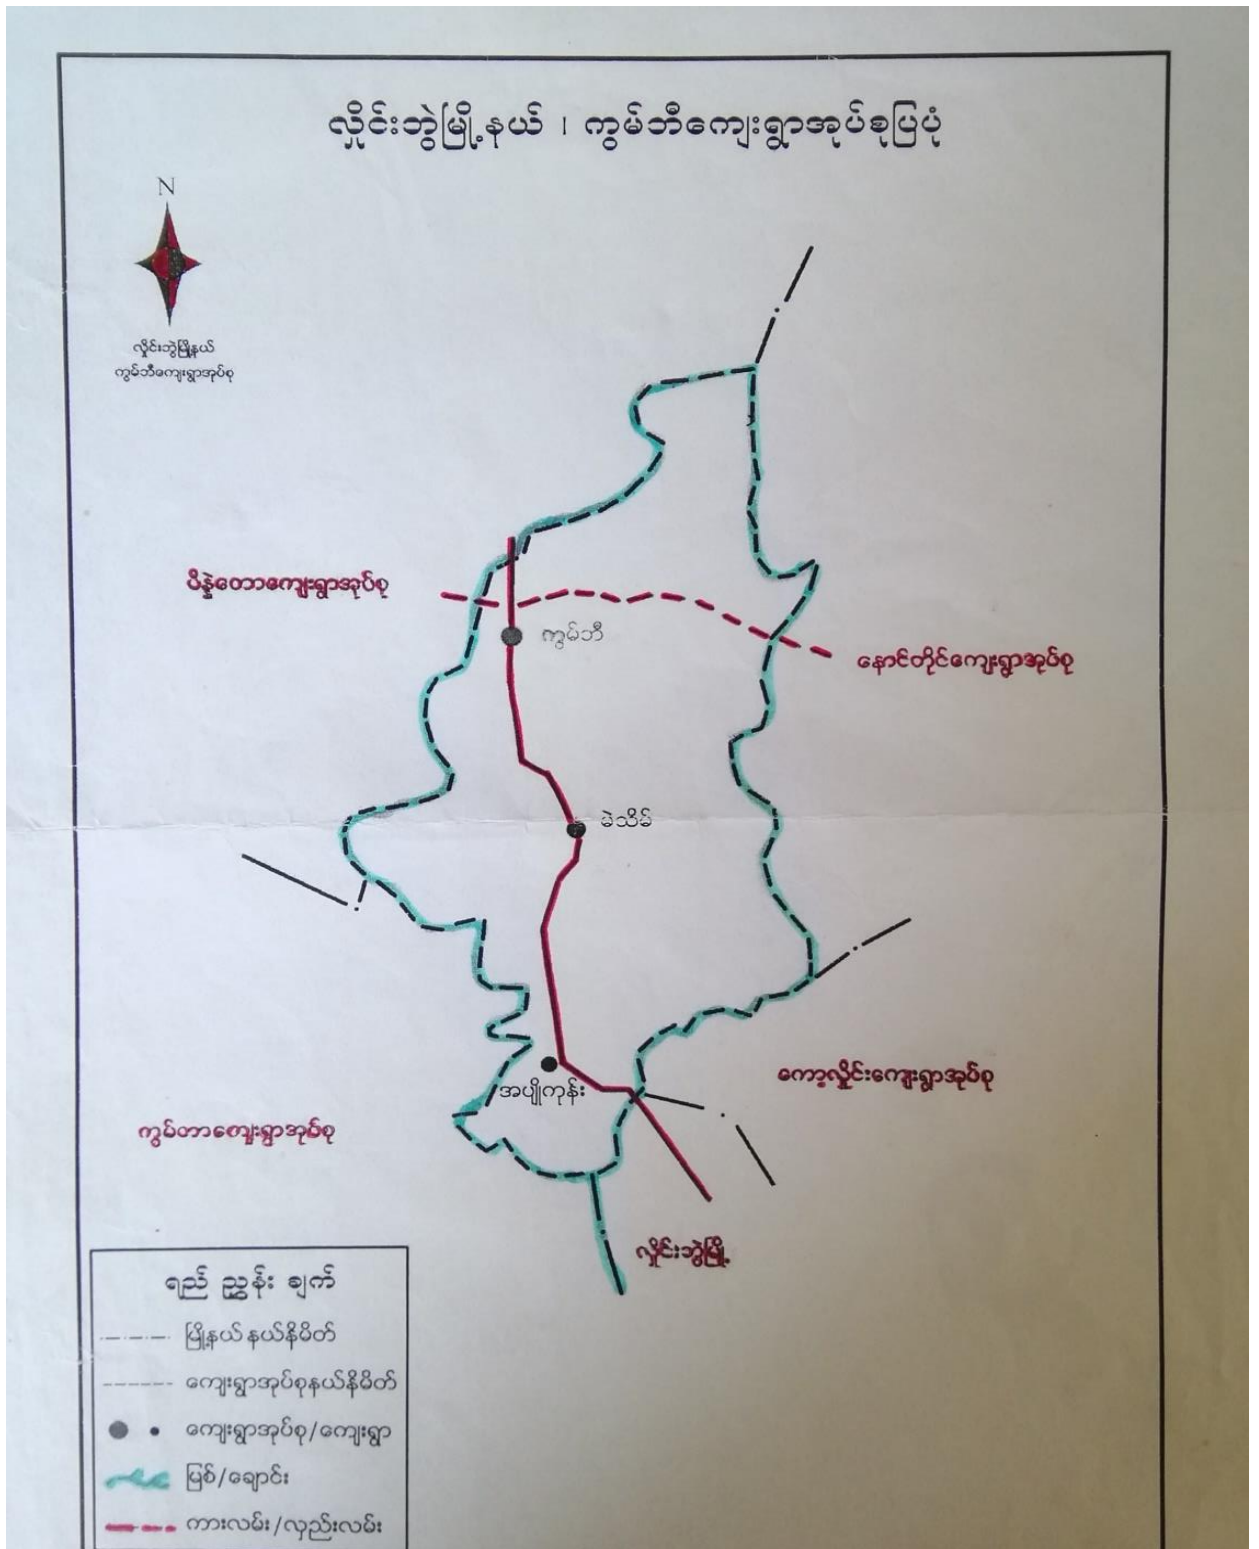 လှိုင်းဘွဲမြို့နယ် ၊ ကွမ်ဘီကျေးရွာအုပ်စုပြပုံ
N
လှိုင်းဘွဲမြို့နယ်
ကွမ်ဘီကျေးရွာအုပ်စု
ပိန္နဲတောကျေးရွာအုပ်စု
ကွမ်ဘီ
နောင်တိုင်ကျေးရွာအုပ်စု
မဲသိမ်
ကော့လှိုင်းကျေးရွာအုပ်စု
အပျိုကုန်း
ကွမ်တာကျေးရွာအုပ်စု
လှိုင်းဘွဲမြို့
ရည် ညွှန်း ချက်
မြို့နယ် နယ်နိမိတ်
ကျေးရွာအုပ်စုနယ်နိမိတ်
ကျေးရွာအုပ်စု/ကျေးရွာ
မြစ်/ချောင်း
ကားလမ်း/လှည်းလမ်း